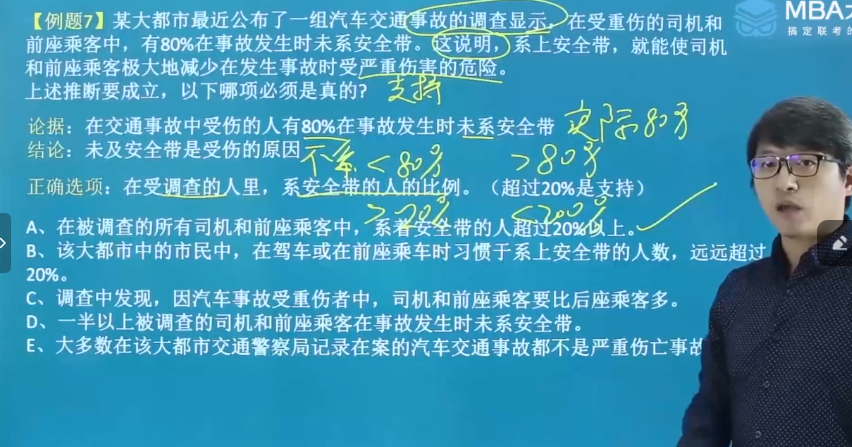 【例题7】某大都市最近公布了一组汽车交通事故的调查显示，在受重伤的司机和
前座乘客中，有80%在事故发生时未系安全带。这说明，系上安全带，就能使司机
和前座乘客极大地减少在发生事故时受严重伤害的危险。
上述推断要成立，以下哪项必须是真的？ 支持
论据：在交通事故中受伤的人有80%在事故发生时未系安全带 实际80%
结论：未及安全带是受伤的原因 不系 <80% >80%
正确选项：在受调查的人里，系安全带的人的比例。（超过20%是支持）
>20% <20%
A、在被调查的所有司机和前座乘客中，系着安全带的人超过20%以上。
B、该大都市中的市民中，在驾车或在前座乘车时习惯于系上安全带的人数，远远超过
20%。
C、调查中发现，因汽车事故受重伤者中，司机和前座乘客要比后座乘客多。
D、一半以上被调查的司机和前座乘客在事故发生时未系安全带。
E、大多数在该大都市交通警察局记录在案的汽车交通事故都不是严重伤亡事故
MBA大
搞定联考的